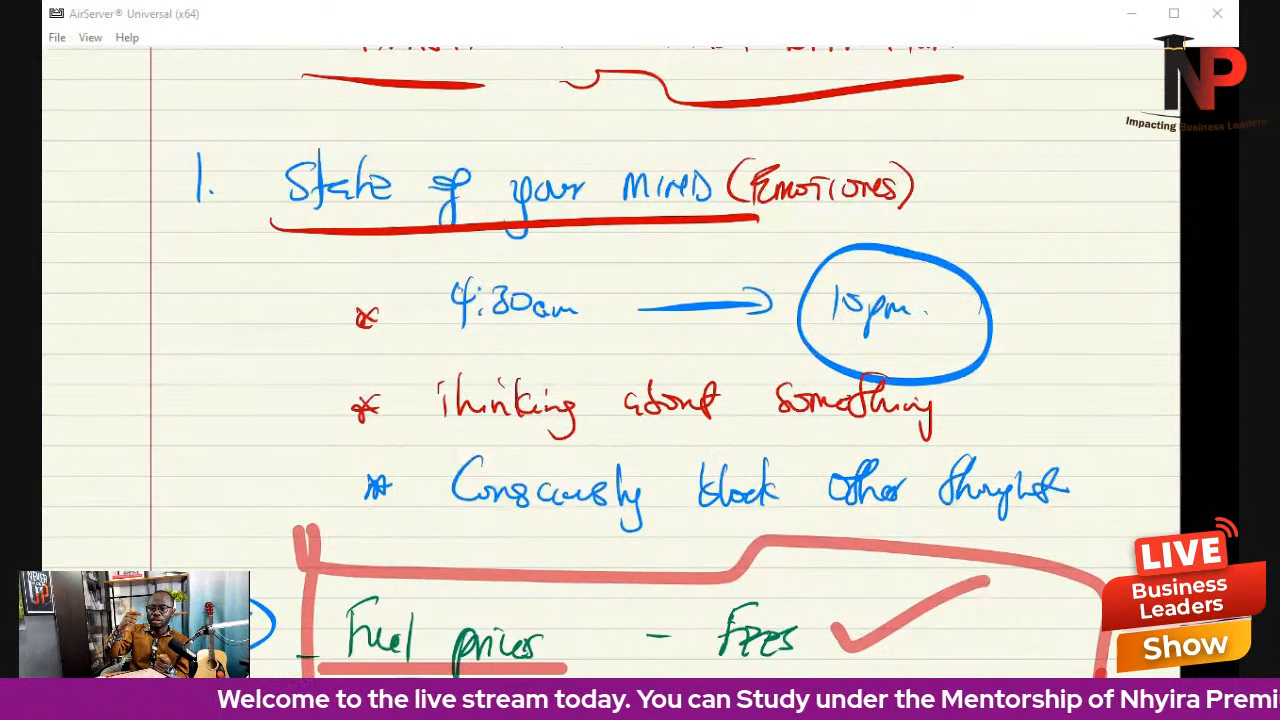 AirServer® Universal (x64)
File View Help
NP
Impacting Business Leaders
1. State of your MIND (EMOTIONES)
* 4:30am → 10pm.
* Thinking about something
* Consciously block other thoughts
- Fuel prices - FEES
LIVE
Business
Leaders
Show
Welcome to the live stream today. You can Study under the Mentorship of Nhyira Premi